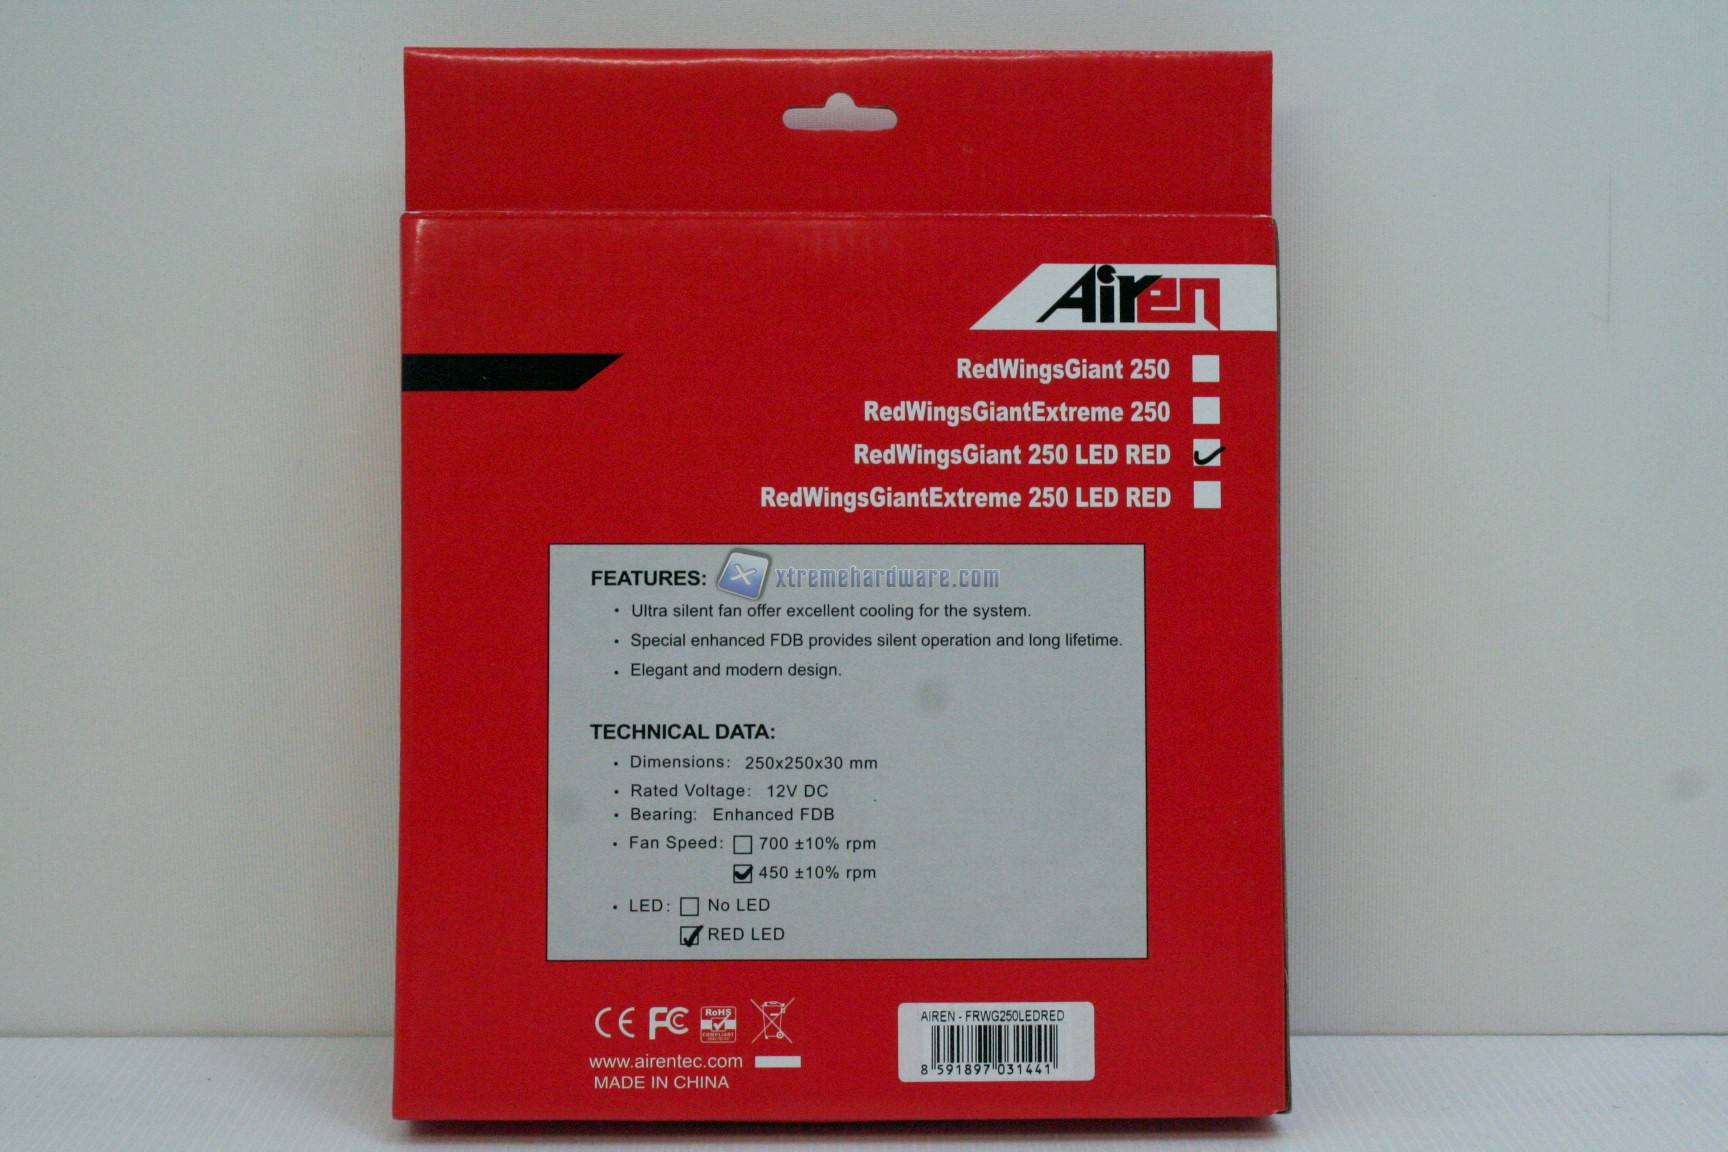 Airen
RedWingsGiant 250
RedWingsGiantExtreme 250
RedWingsGiant 250 LED RED
RedWingsGiantExtreme 250 LED RED
FEATURES:
xtremehardware.com
• Ultra silent fan offer excellent cooling for the system.
• Special enhanced FDB provides silent operation and long lifetime.
• Elegant and modern design.
TECHNICAL DATA:
• Dimensions: 250x250x30 mm
• Rated Voltage: 12V DC
• Bearing: Enhanced FDB
• Fan Speed: 700 ±10% rpm
450 ±10% rpm
• LED: No LED
RED LED
CE FC RoHS
COMPLIANT
www.airentec.com
MADE IN CHINA
AIREN - FRWG250LEDRED
8 591897 031441